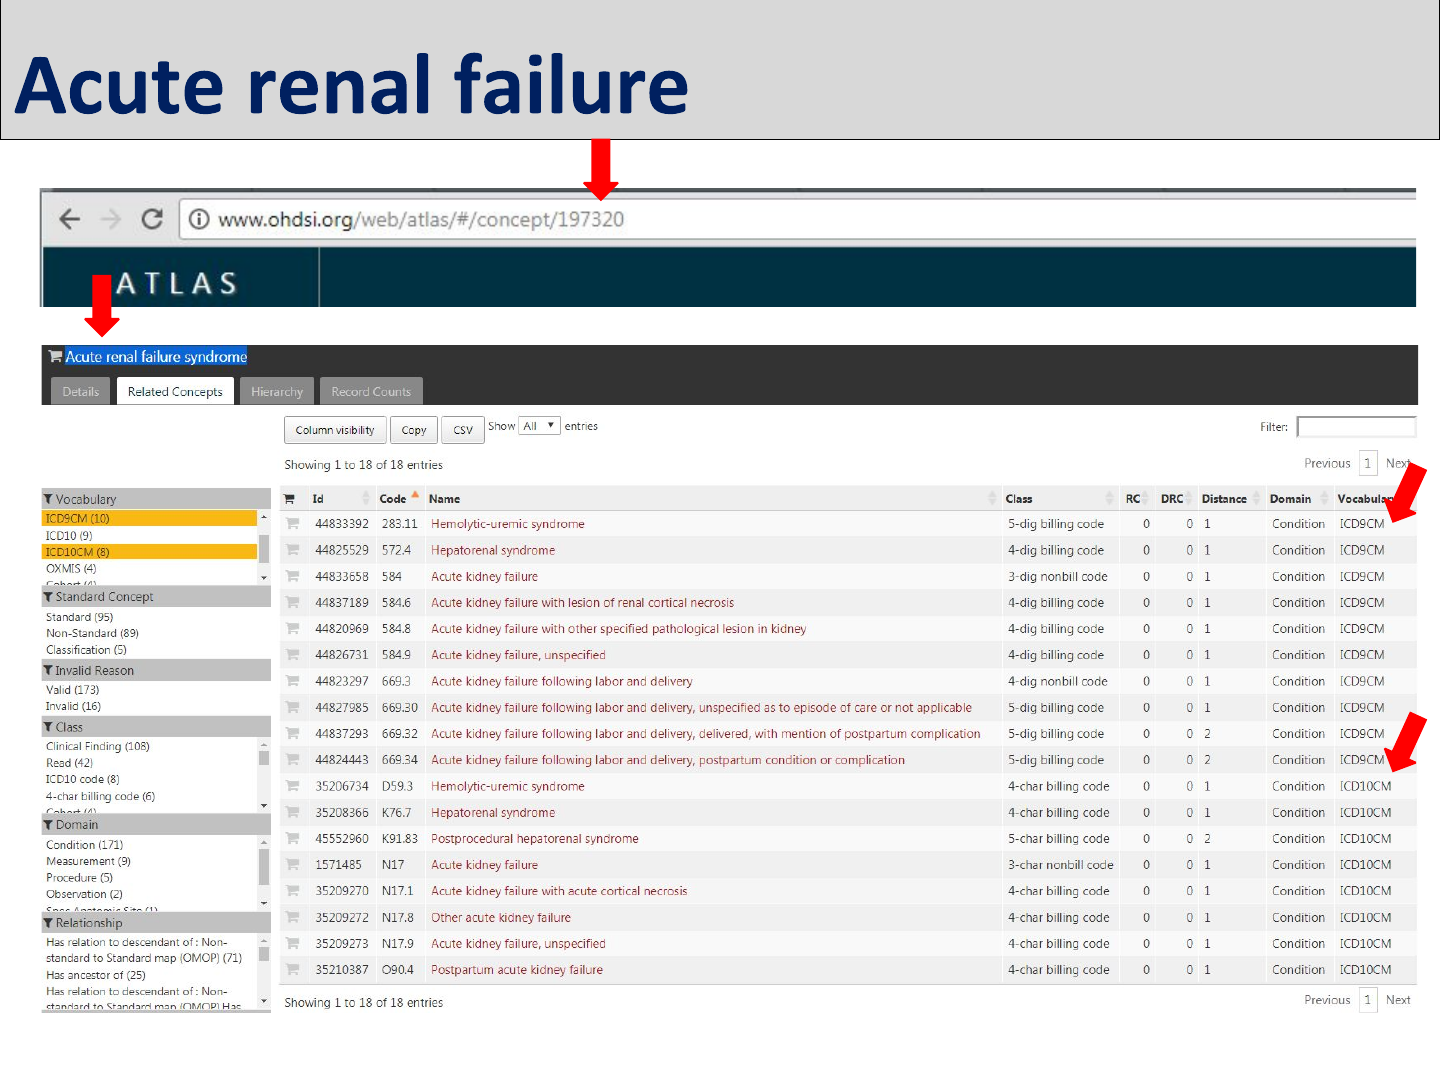 Acute renal failure
www.ohdsi.org/web/atlas/#/concept/197320
ATLAS
Acute renal failure syndrome
Details Related Concepts Hierarchy Record Counts
Column visibility Copy CSV Show All entries Filter:
Showing 1 to 18 of 18 entries Previous 1 Next
Vocabulary
ICD9CM (10)
ICD10 (9)
ICD10CM (8)
OXMIS (4)
Cohort (4)
Standard Concept
Standard (95)
Non-Standard (89)
Classification (5)
Invalid Reason
Valid (173)
Invalid (16)
Class
Clinical Finding (108)
Read (42)
ICD10 code (8)
4-char billing code (6)
Cohort (4)
Domain
Condition (171)
Measurement (9)
Procedure (5)
Observation (2)
Spec Anatomic Site (1)
Relationship
Has relation to descendant of : Non-
standard to Standard map (OMOP) (71)
Has ancestor of (25)
Has relation to descendant of : Non-
standard to Standard map (OMOP) Has
Id Code Name Class RC DRC Distance Domain Vocabulary
44833392 283.11 Hemolytic-uremic syndrome 5-dig billing code 0 0 1 Condition ICD9CM
44825529 572.4 Hepatorenal syndrome 4-dig billing code 0 0 1 Condition ICD9CM
44833658 584 Acute kidney failure 3-dig nonbill code 0 0 1 Condition ICD9CM
44837189 584.6 Acute kidney failure with lesion of renal cortical necrosis 4-dig billing code 0 0 1 Condition ICD9CM
44820969 584.8 Acute kidney failure with other specified pathological lesion in kidney 4-dig billing code 0 0 1 Condition ICD9CM
44826731 584.9 Acute kidney failure, unspecified 4-dig billing code 0 0 1 Condition ICD9CM
44823297 669.3 Acute kidney failure following labor and delivery 4-dig nonbill code 0 0 1 Condition ICD9CM
44827985 669.30 Acute kidney failure following labor and delivery, unspecified as to episode of care or not applicable 5-dig billing code 0 0 1 Condition ICD9CM
44837293 669.32 Acute kidney failure following labor and delivery, delivered, with mention of postpartum complication 5-dig billing code 0 0 2 Condition ICD9CM
44824443 669.34 Acute kidney failure following labor and delivery, postpartum condition or complication 5-dig billing code 0 0 2 Condition ICD9CM
35206734 D59.3 Hemolytic-uremic syndrome 4-char billing code 0 0 1 Condition ICD10CM
35208366 K76.7 Hepatorenal syndrome 4-char billing code 0 0 1 Condition ICD10CM
45552960 K91.83 Postprocedural hepatorenal syndrome 5-char billing code 0 0 2 Condition ICD10CM
1571485 N17 Acute kidney failure 3-char nonbill code 0 0 1 Condition ICD10CM
35209270 N17.1 Acute kidney failure with acute cortical necrosis 4-char billing code 0 0 1 Condition ICD10CM
35209272 N17.8 Other acute kidney failure 4-char billing code 0 0 1 Condition ICD10CM
35209273 N17.9 Acute kidney failure, unspecified 4-char billing code 0 0 1 Condition ICD10CM
35210387 O90.4 Postpartum acute kidney failure 4-char billing code 0 0 1 Condition ICD10CM
Showing 1 to 18 of 18 entries Previous 1 Next